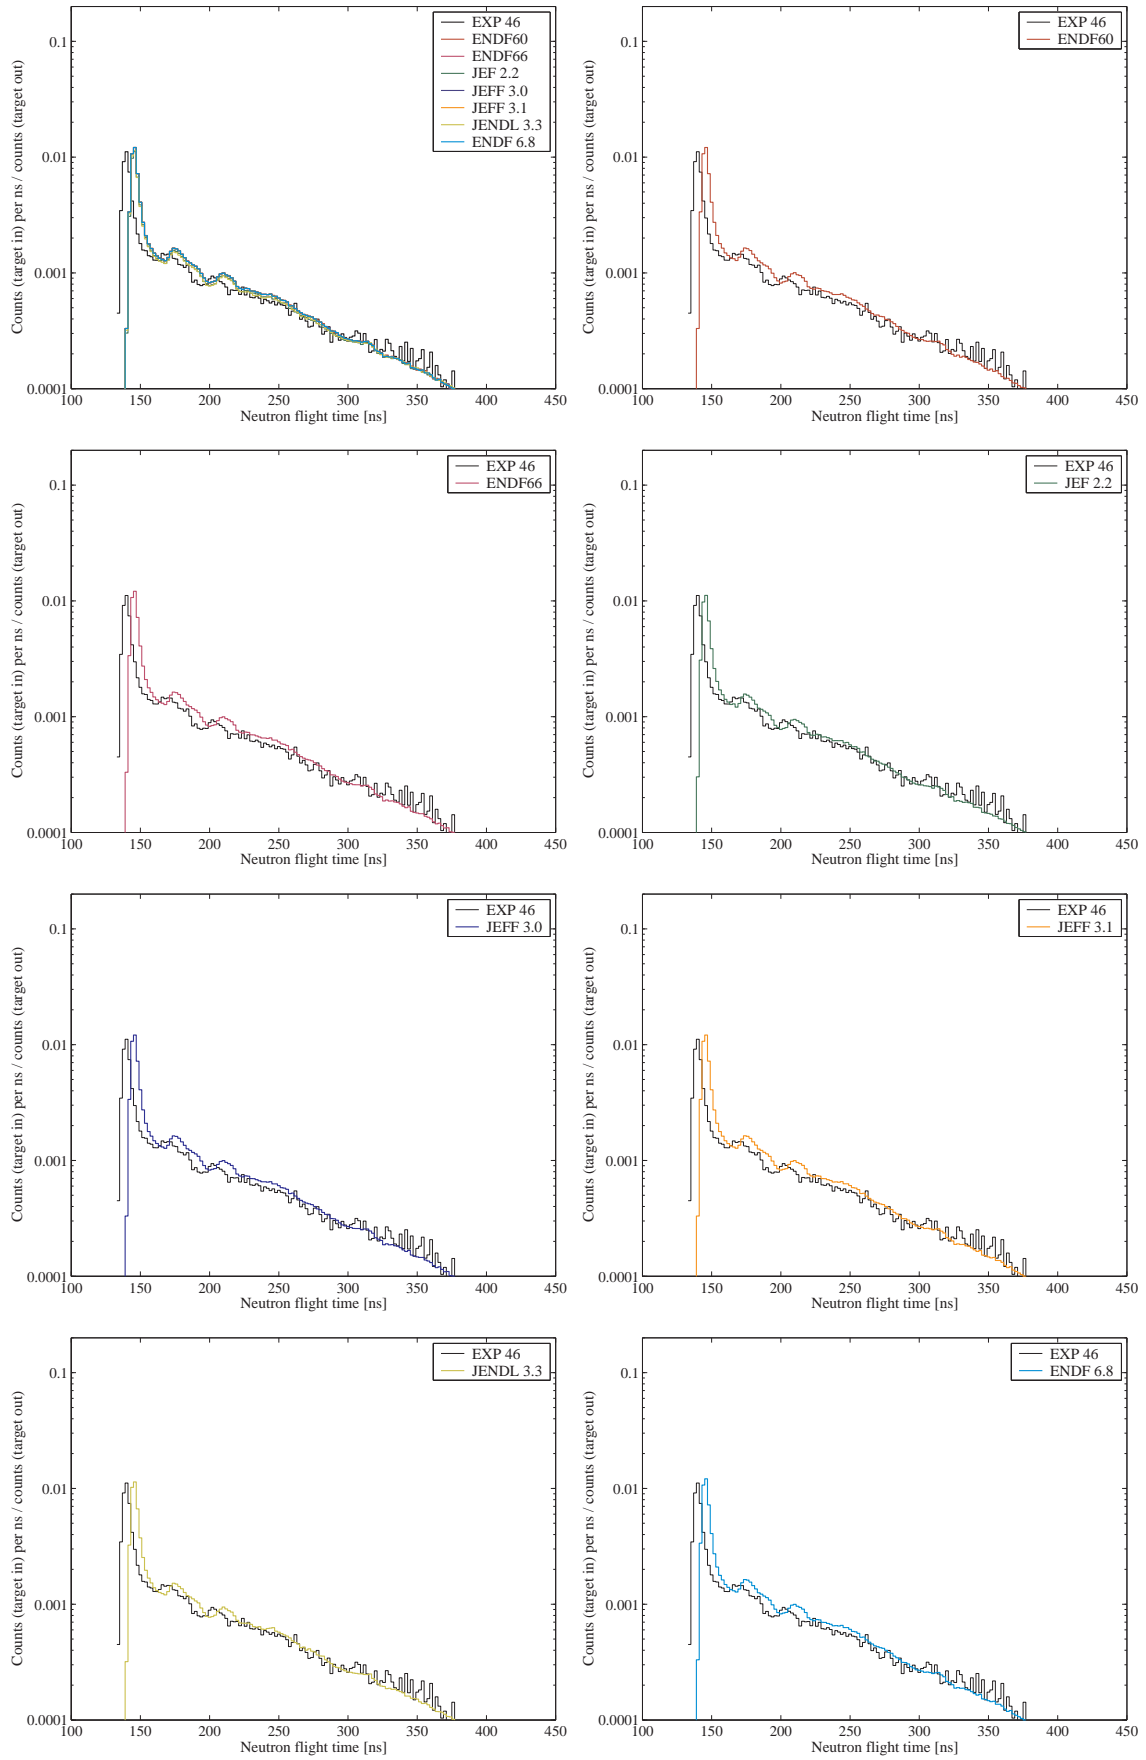 EXP 46
ENDF60
ENDF66
JEF 2.2
JEFF 3.0
JEFF 3.1
JENDL 3.3
ENDF 6.8
Counts (target in) per ns / counts (target out)
0.1
0.01
0.001
0.0001
100 150 200 250 300 350 400 450
Neutron flight time [ns]
EXP 46
ENDF60
Counts (target in) per ns / counts (target out)
0.1
0.01
0.001
0.0001
100 150 200 250 300 350 400 450
Neutron flight time [ns]
EXP 46
ENDF66
Counts (target in) per ns / counts (target out)
0.1
0.01
0.001
0.0001
100 150 200 250 300 350 400 450
Neutron flight time [ns]
EXP 46
JEF 2.2
Counts (target in) per ns / counts (target out)
0.1
0.01
0.001
0.0001
100 150 200 250 300 350 400 450
Neutron flight time [ns]
EXP 46
JEFF 3.0
Counts (target in) per ns / counts (target out)
0.1
0.01
0.001
0.0001
100 150 200 250 300 350 400 450
Neutron flight time [ns]
EXP 46
JEFF 3.1
Counts (target in) per ns / counts (target out)
0.1
0.01
0.001
0.0001
100 150 200 250 300 350 400 450
Neutron flight time [ns]
EXP 46
JENDL 3.3
Counts (target in) per ns / counts (target out)
0.1
0.01
0.001
0.0001
100 150 200 250 300 350 400 450
Neutron flight time [ns]
EXP 46
ENDF 6.8
Counts (target in) per ns / counts (target out)
0.1
0.01
0.001
0.0001
100 150 200 250 300 350 400 450
Neutron flight time [ns]